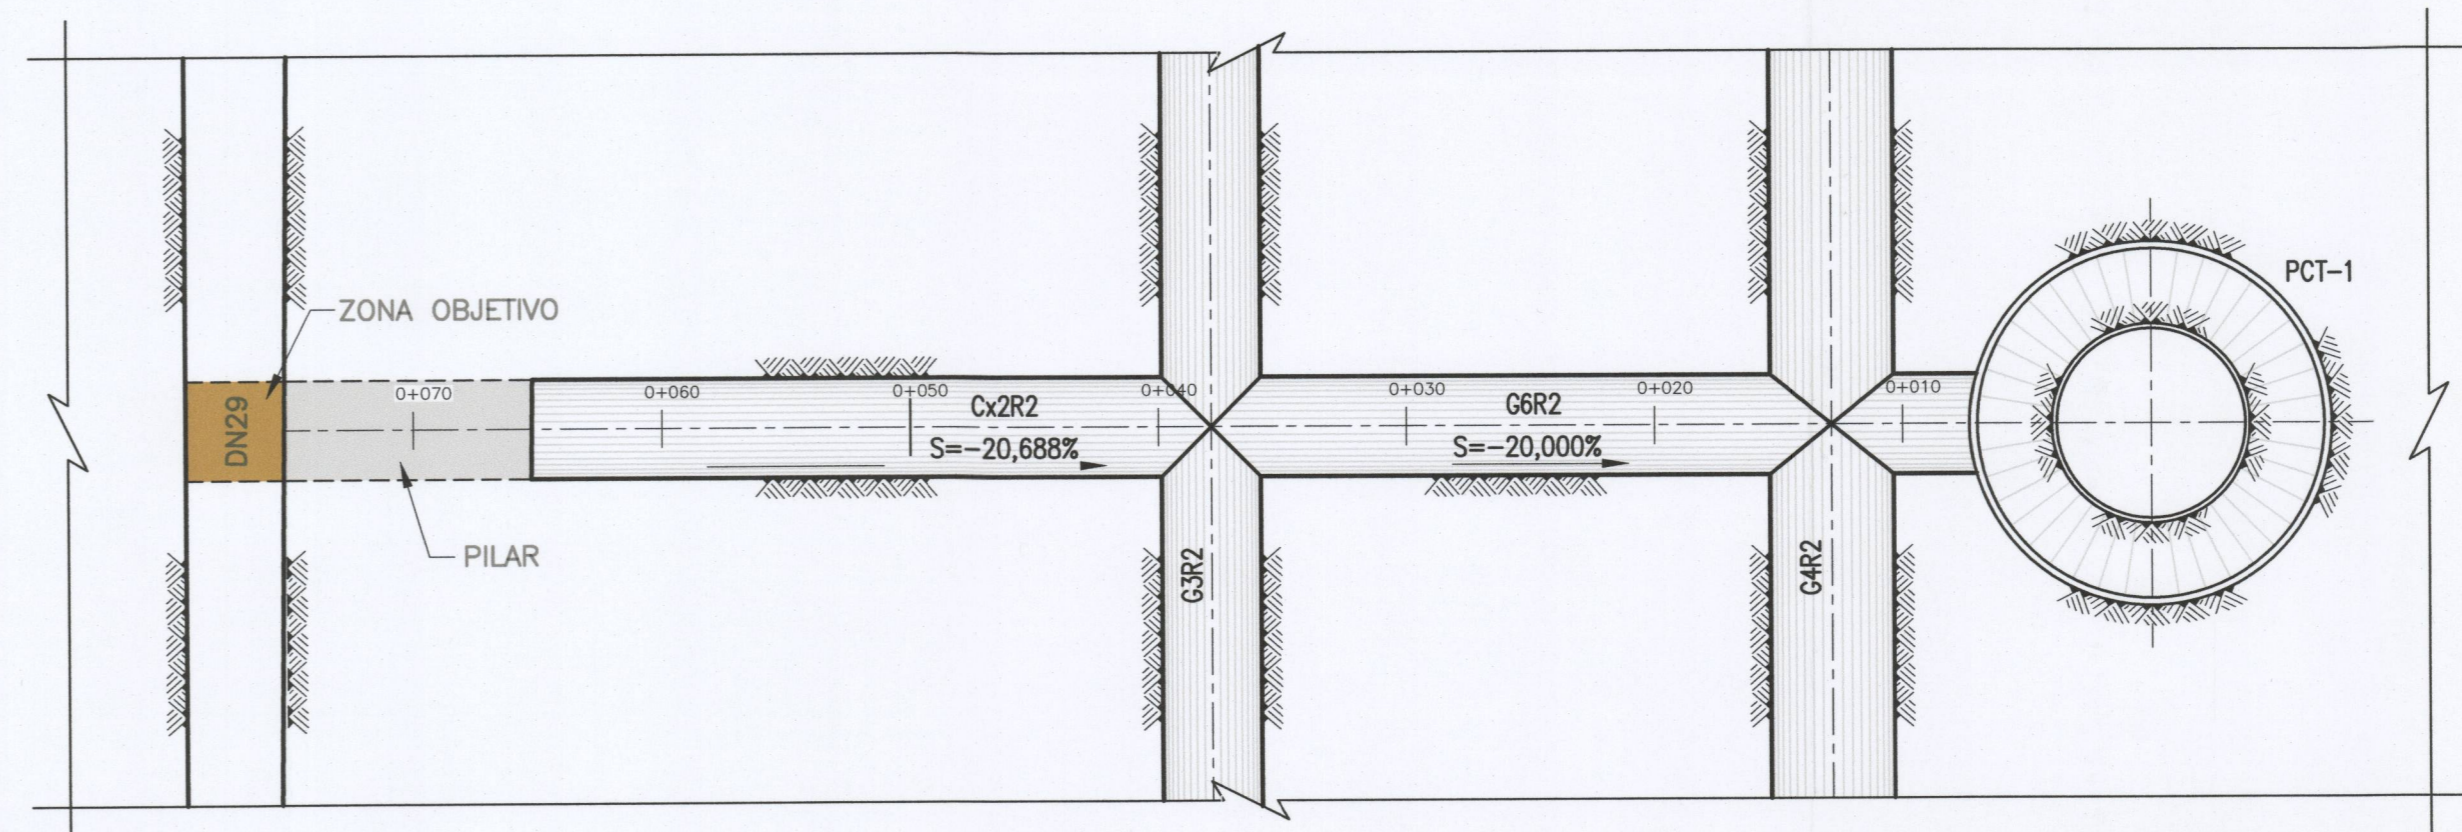 PCT-1
ZONA OBJETIVO
0+070
0+060
0+050
0+040
0+030
0+020
0+010
DN29
Cx2R2
S=-20,688%
G6R2
S=-20,000%
PILAR
G3R2
G4R2